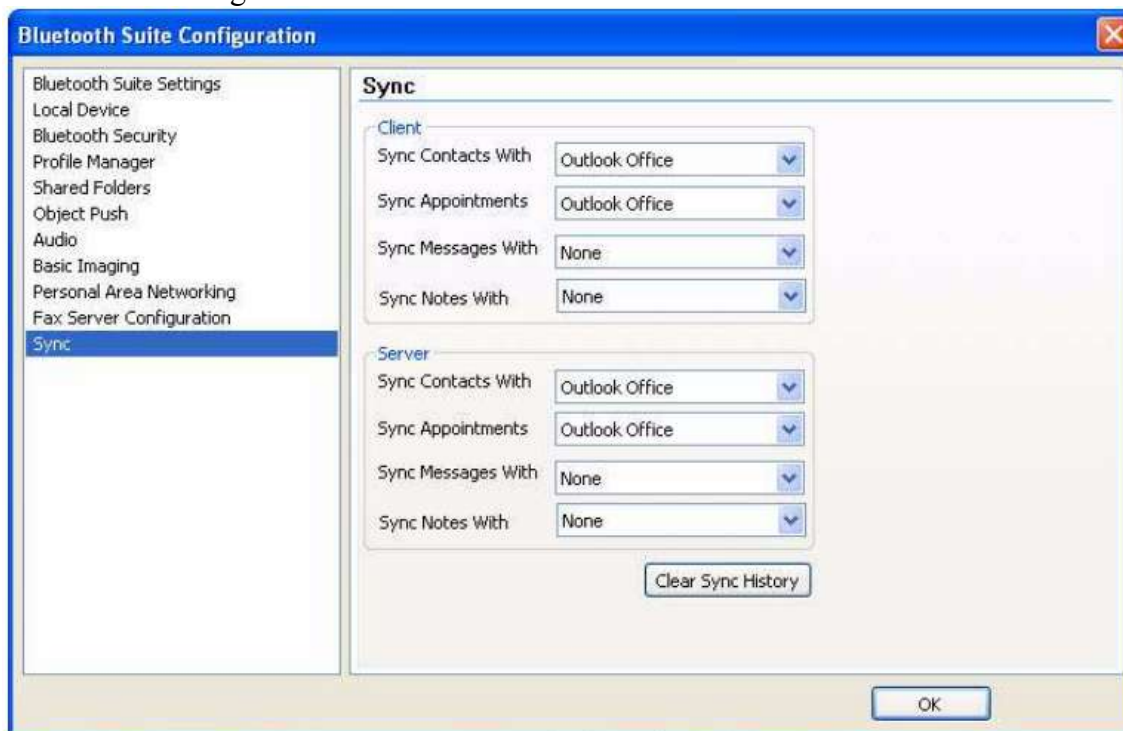 Bluetooth Suite Configuration
Bluetooth Suite Settings
Local Device
Bluetooth Security
Profile Manager
Shared Folders
Object Push
Audio
Basic Imaging
Personal Area Networking
Fax Server Configuration
Sync
Sync
Client
Sync Contacts With Outlook Office
Sync Appointments Outlook Office
Sync Messages With None
Sync Notes With None
Server
Sync Contacts With Outlook Office
Sync Appointments Outlook Office
Sync Messages With None
Sync Notes With None
Clear Sync History
OK